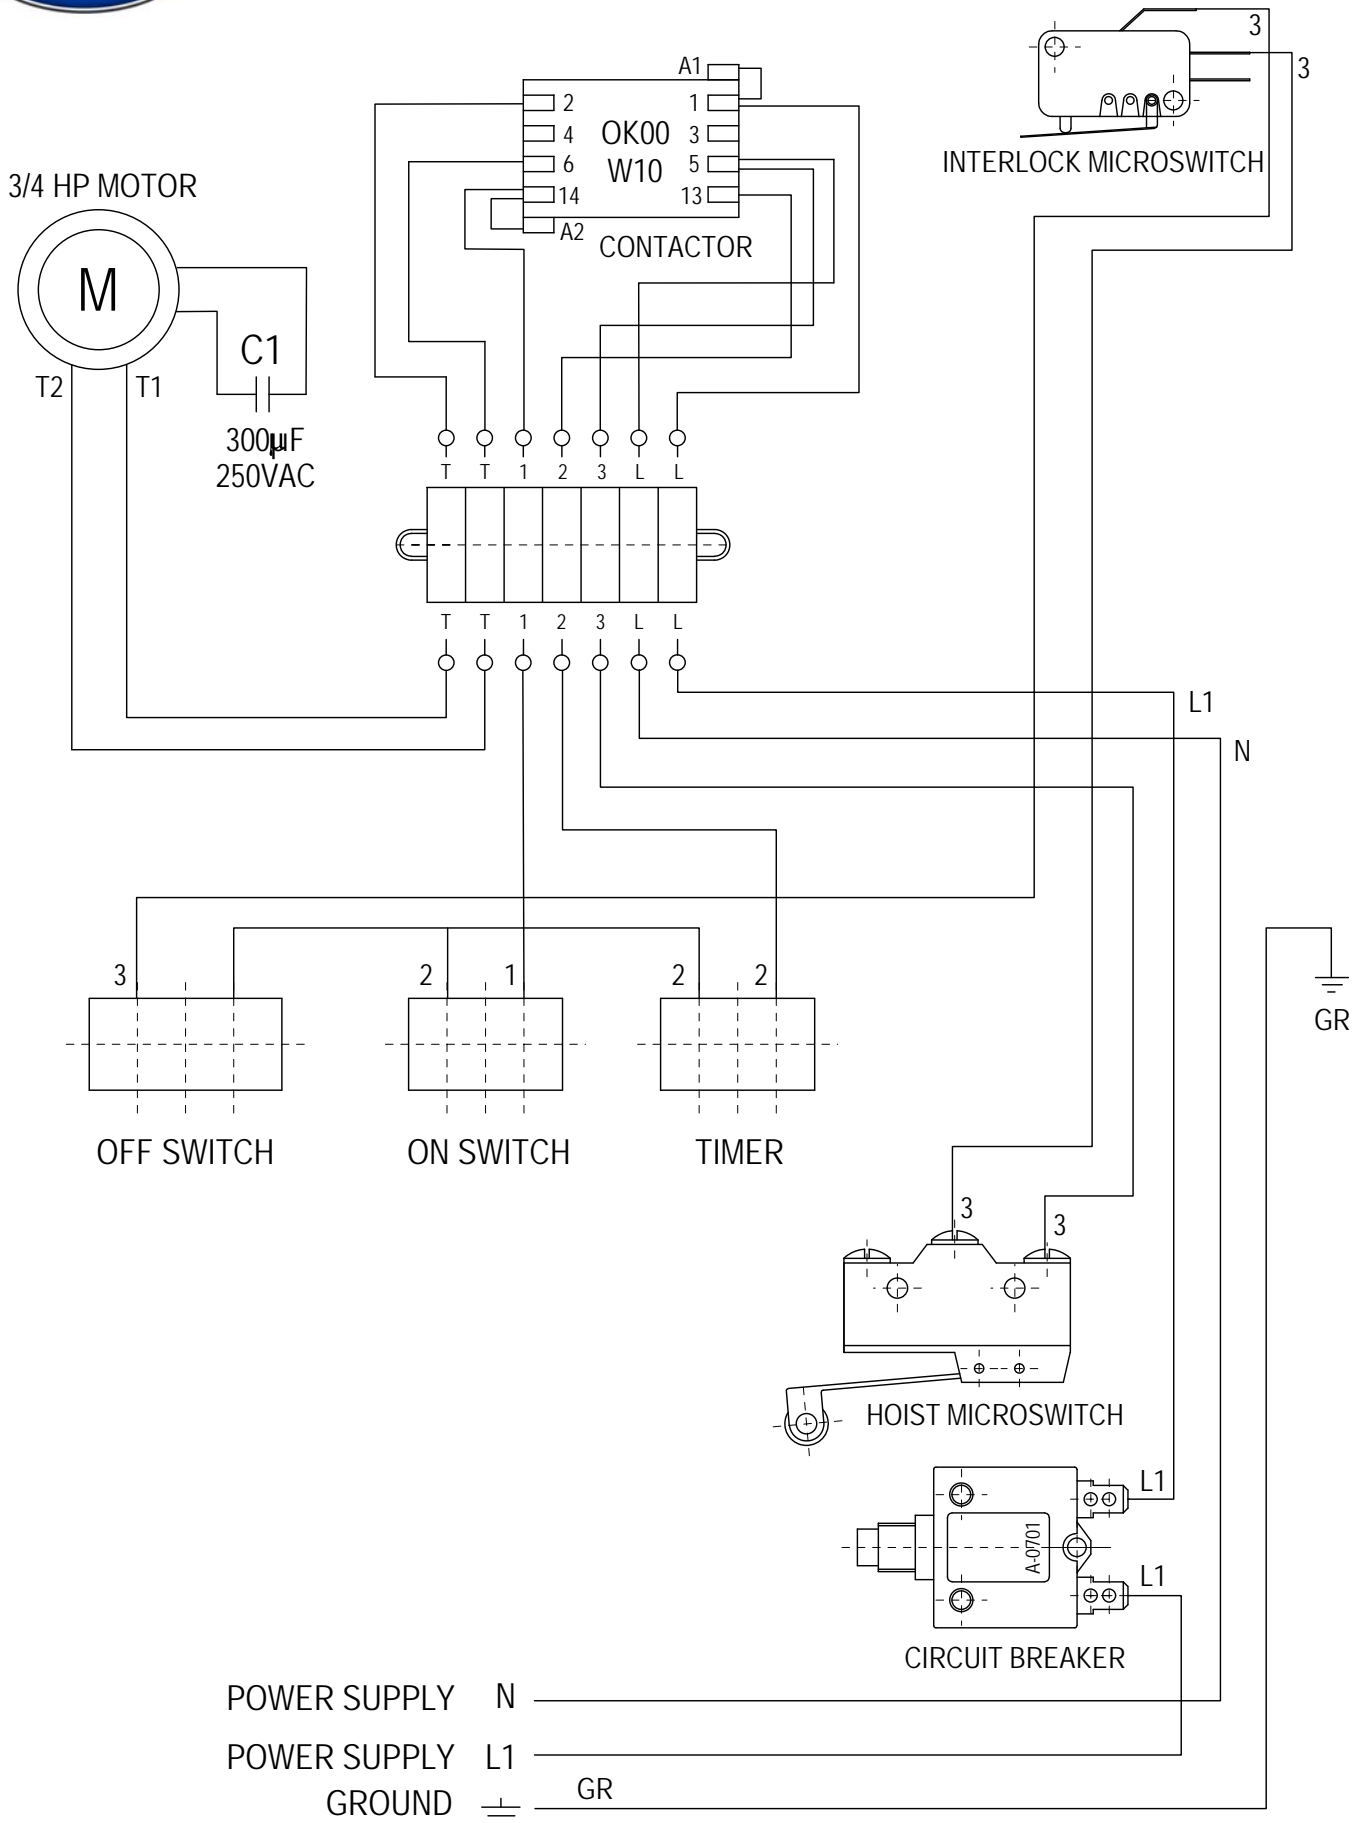 3
3
INTERLOCK MICROSWITCH
A1
2 1
4 OK00 3
6 W10 5
14 13
A2 CONTACTOR
3/4 HP MOTOR
M
C1
T2 T1
300μF
250VAC
T T 1 2 3 L L
T T 1 2 3 L L
L1
N
3 2 1 2 2
GR
OFF SWITCH ON SWITCH TIMER
3
3
HOIST MICROSWITCH
L1
A-0701
L1
CIRCUIT BREAKER
POWER SUPPLY N
POWER SUPPLY L1
GROUND GR